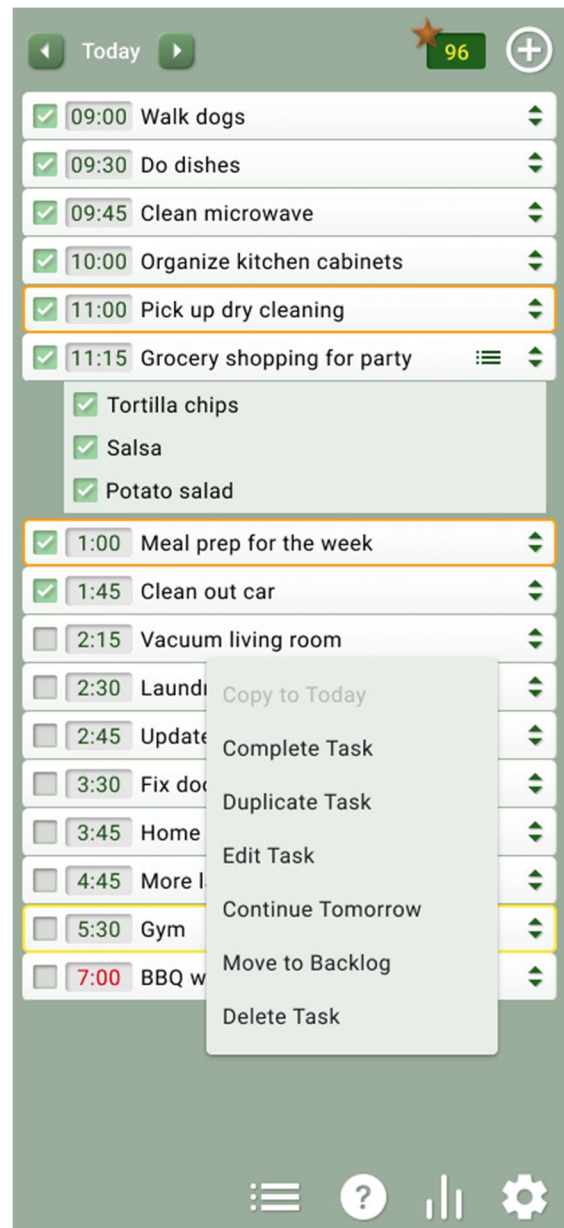 Today
96
09:00 Walk dogs
09:30 Do dishes
09:45 Clean microwave
10:00 Organize kitchen cabinets
11:00 Pick up dry cleaning
11:15 Grocery shopping for party
Tortilla chips
Salsa
Potato salad
1:00 Meal prep for the week
1:45 Clean out car
2:15 Vacuum living room
2:30
2:45
3:30 Fix
3:45 Home
4:45 More
5:30 Gym
7:00 BBQ
Copy to Today
Complete Task
Duplicate Task
Edit Task
Continue Tomorrow
Move to Backlog
Delete Task
?